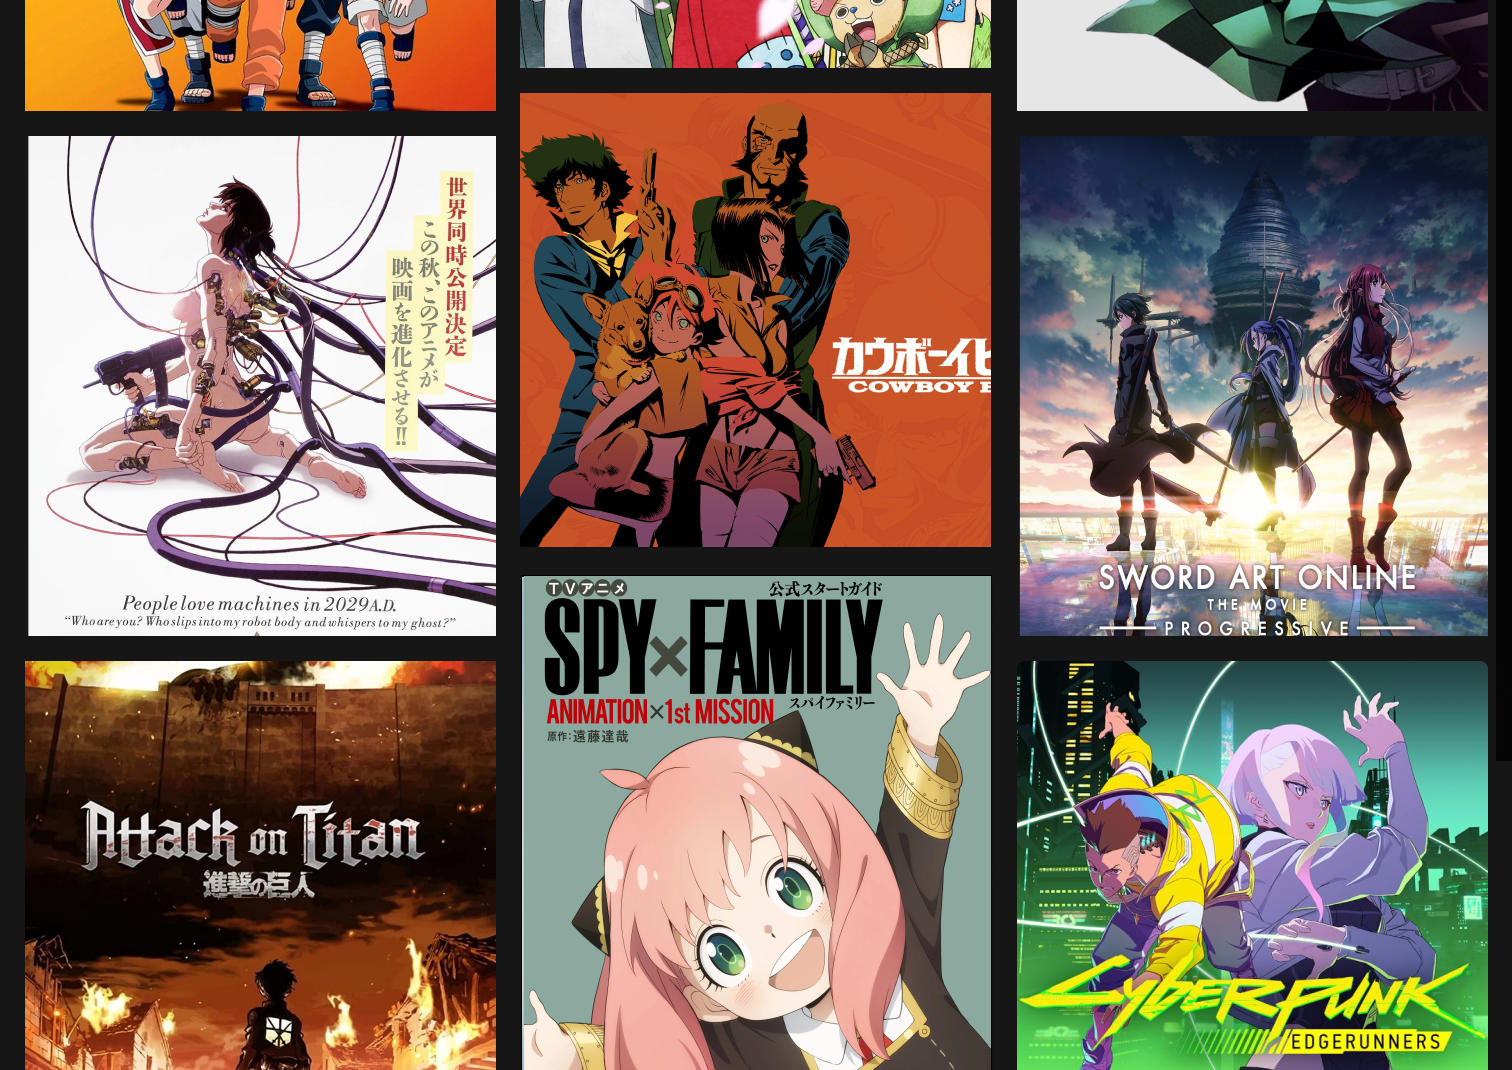 世界同時公開決定
この秋、このアニメが
映画を進化させる!!
People love machines in 2029 A.D.
"Who are you? Who slips into my robot body and whispers to my ghost?"
カウボーイビ
COWBOY B
SWORD ART ONLINE
THE MOVIE
PROGRESSIVE
Attack on Titan
進撃の巨人
TVアニメ
公式スタートガイド
SPY×FAMILY
ANIMATION×1st MISSION
スパイファミリー
原作:遠藤達哉
CYBERPUNK
EDGERUNNERS